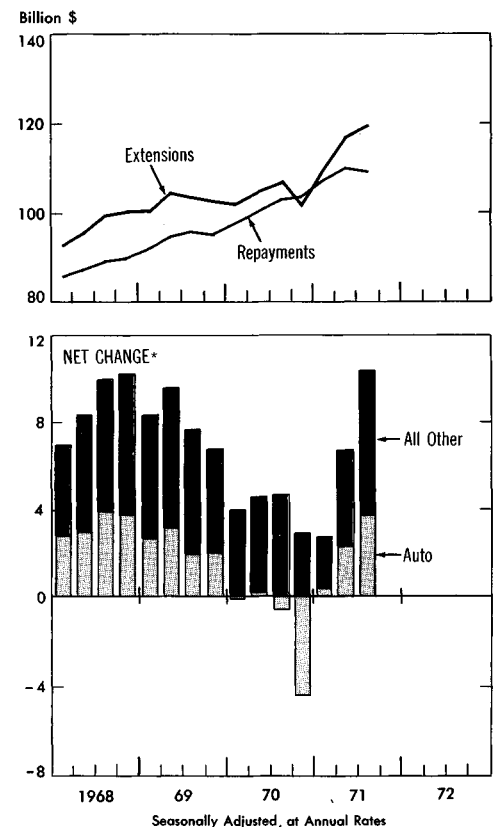 Billion $
140
120
Extensions
100
Repayments
80
12
NET CHANGE*
8
All Other
4
Auto
0
-4
-8
1968 69 70 71 72
Seasonally Adjusted, at Annual Rates